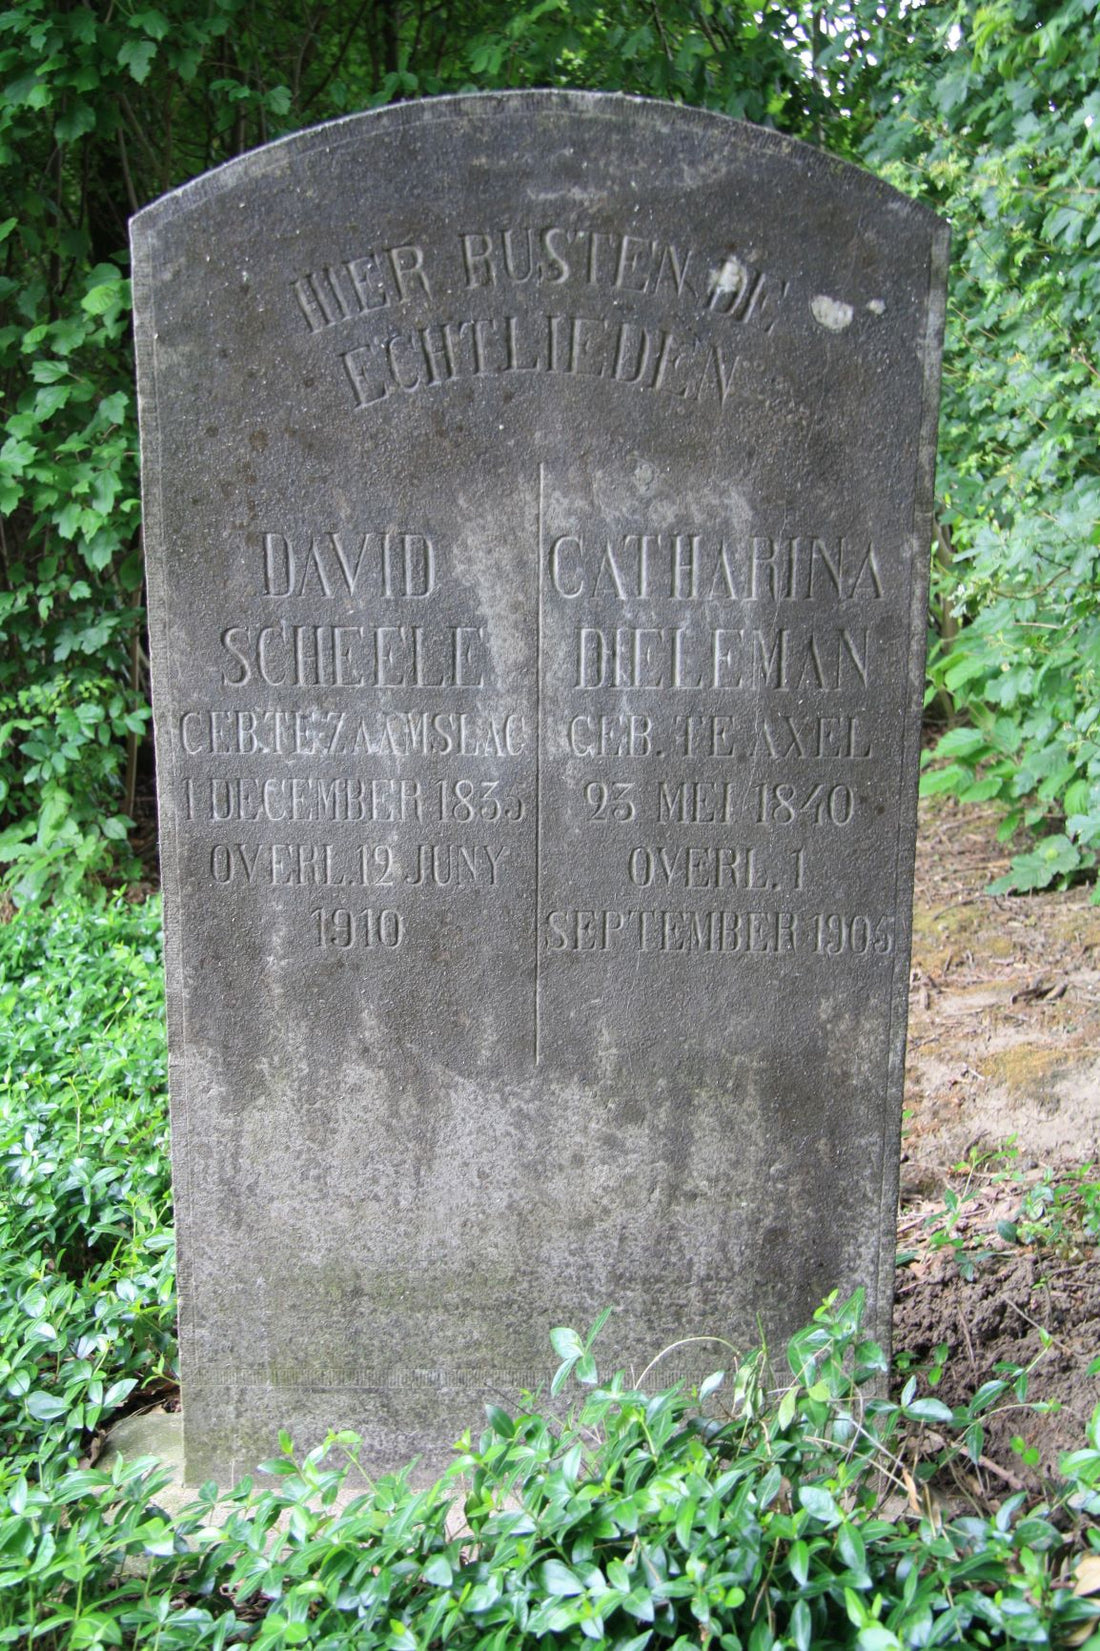 HIER RUSTEN DE
ECHTLIEDEN
DAVID
SCHEELE
GEB.TE ZAAMSLAG
1 DECEMBER 1835
OVERL. 12 JUNY
1910
CATHARINA
DIELEMAN
GEB. TE AXEL
23 MEI 1840
OVERL. 1
SEPTEMBER 1905